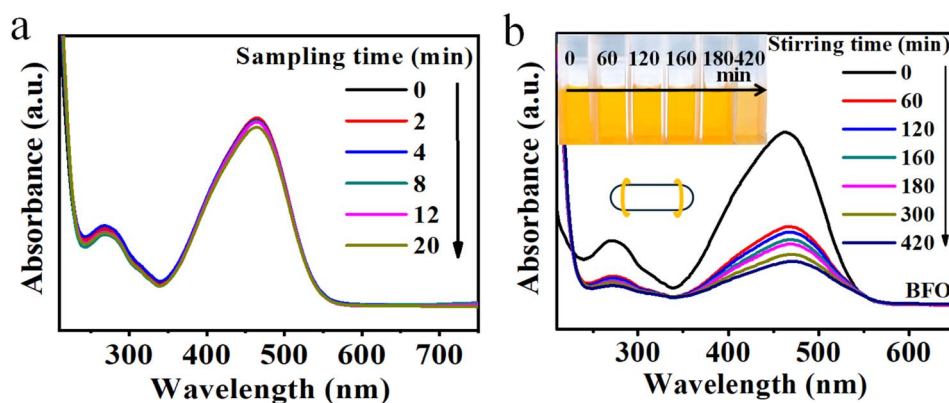 a
Sampling time (min)
0
2
4
8
12
20
Absorbance (a.u.)
300 400 500 600 700
Wavelength (nm)
b
Stirring time (min)
0 60 120 160 180 420
min
0
60
120
160
180
300
420
BFO
Absorbance (a.u.)
200 300 400 500 600
Wavelength (nm)